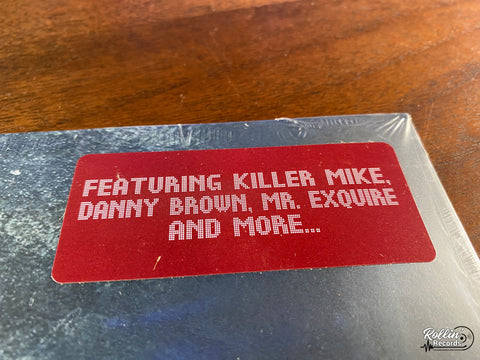 FEATURING KILLER MIKE,
DANNY BROWN, MR. EXQUIRE
AND MORE...
Rollin'
Records